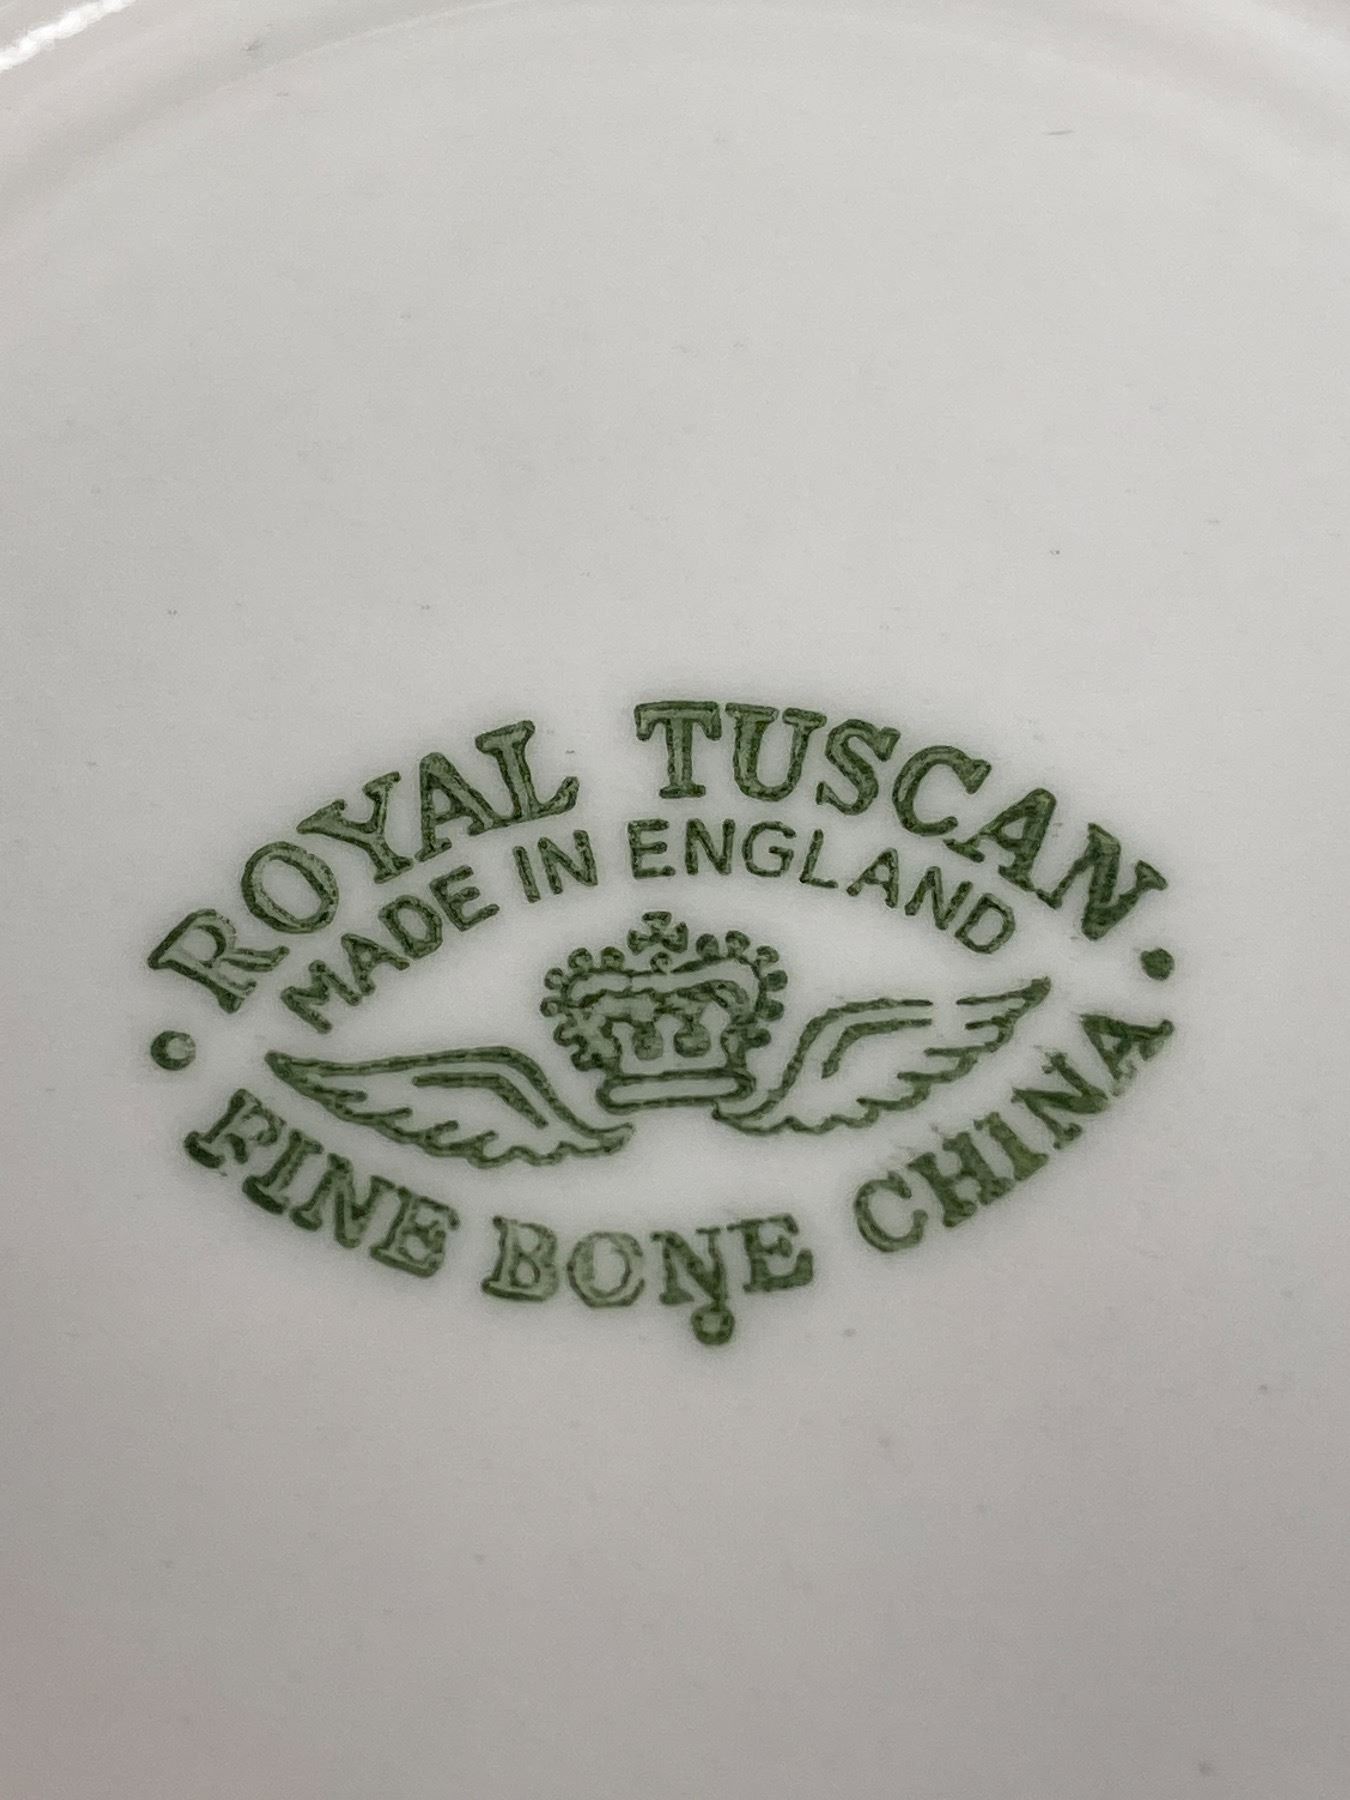 · ROYAL TUSCAN ·
MADE IN ENGLAND
FINE BONE CHINA